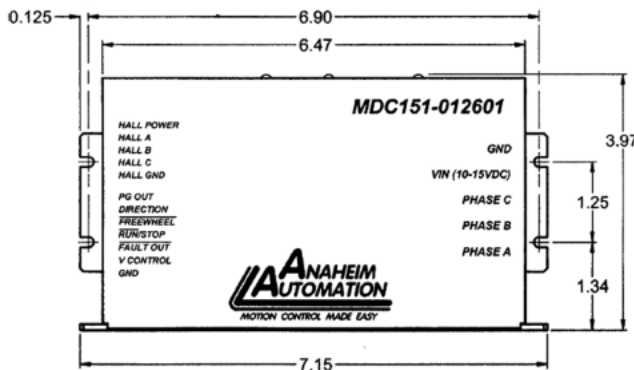 0.125
6.90
6.47
MDC151-012601
3.97
HALL POWER
HALL A
HALL B
HALL C
HALL GND
PG OUT
DIRECTION
FREEWHEEL
RUN/STOP
FAULT OUT
V CONTROL
GND
GND
VIN (10-15VDC)
PHASE C
PHASE B
PHASE A
1.25
1.34
ANAHEIM
AUTOMATION
MOTION CONTROL MADE EASY
7.15